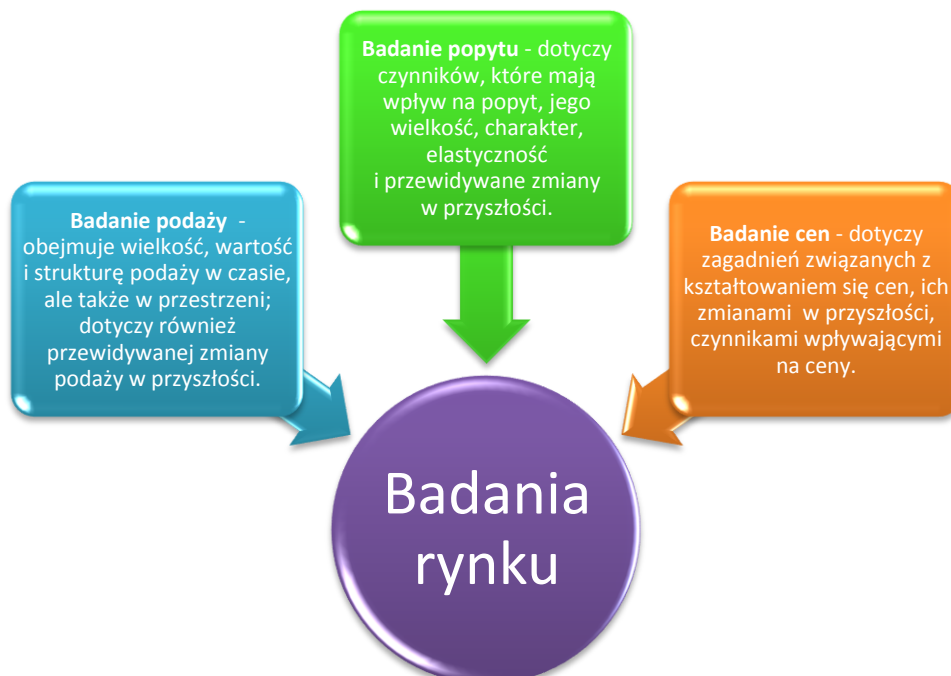 Badanie popytu - dotyczy
czynników, które mają
wpływ na popyt, jego
wielkość, charakter,
elastyczność
i przewidywane zmiany
w przyszłości.
Badanie podaży -
obejmuje wielkość, wartość
i strukturę podaży w czasie,
ale także w przestrzeni;
dotyczy również
przewidywanej zmiany
podaży w przyszłości.
Badanie cen - dotyczy
zagadnień związanych z
kształtowaniem się cen, ich
zmianami w przyszłości,
czynnikami wpływającymi
na ceny.
Badania
rynku